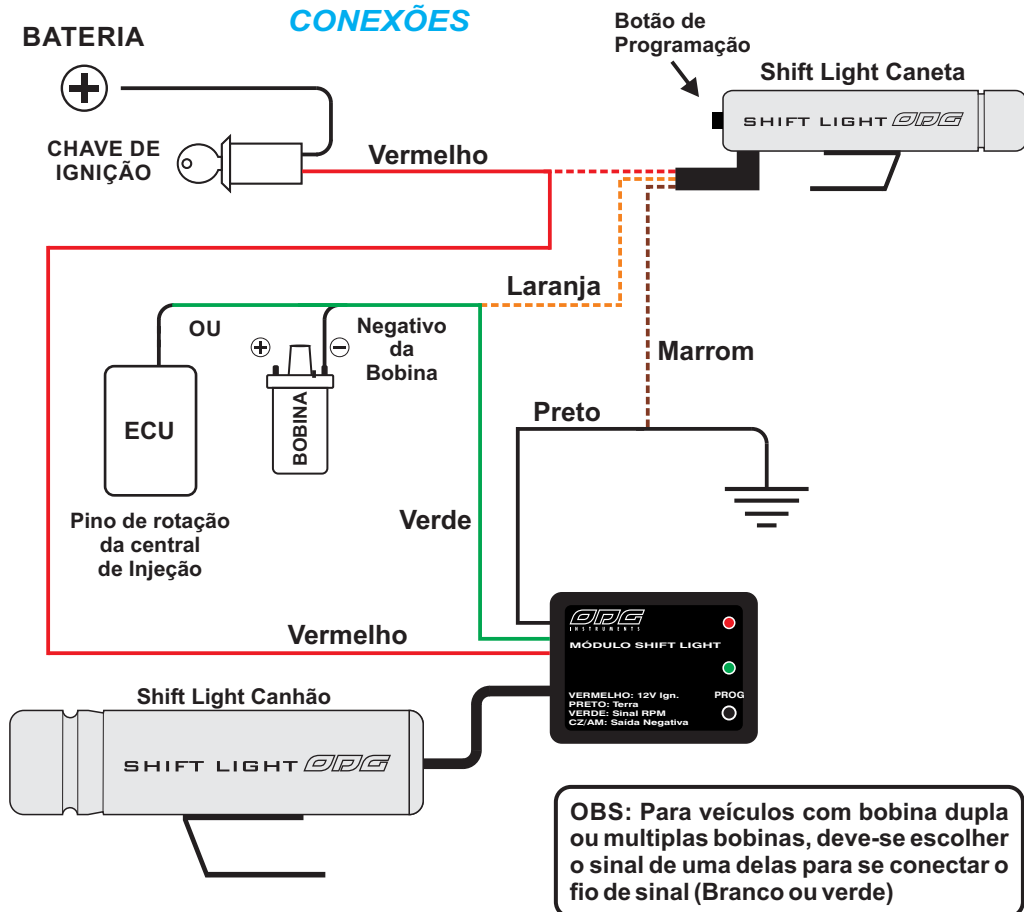 CONEXÕES
BATERIA
Botão de
Programação
Shift Light Caneta
SHIFT LIGHT ODG
CHAVE DE
IGNIÇÃO
Vermelho
Laranja
OU
Negativo
da
Bobina
Marrom
ECU
BOBINA
Preto
Pino de rotação
da central
de Injeção
Verde
Vermelho
ODG
INSTRUMENTS
MÓDULO SHIFT LIGHT
VERMELHO: 12V Ign.
PRETO: Terra
VERDE: Sinal RPM
CZ/AM: Saída Negativa
PROG
Shift Light Canhão
SHIFT LIGHT ODG
OBS: Para veículos com bobina dupla
ou multiplas bobinas, deve-se escolher
o sinal de uma delas para se conectar o
fio de sinal (Branco ou verde)